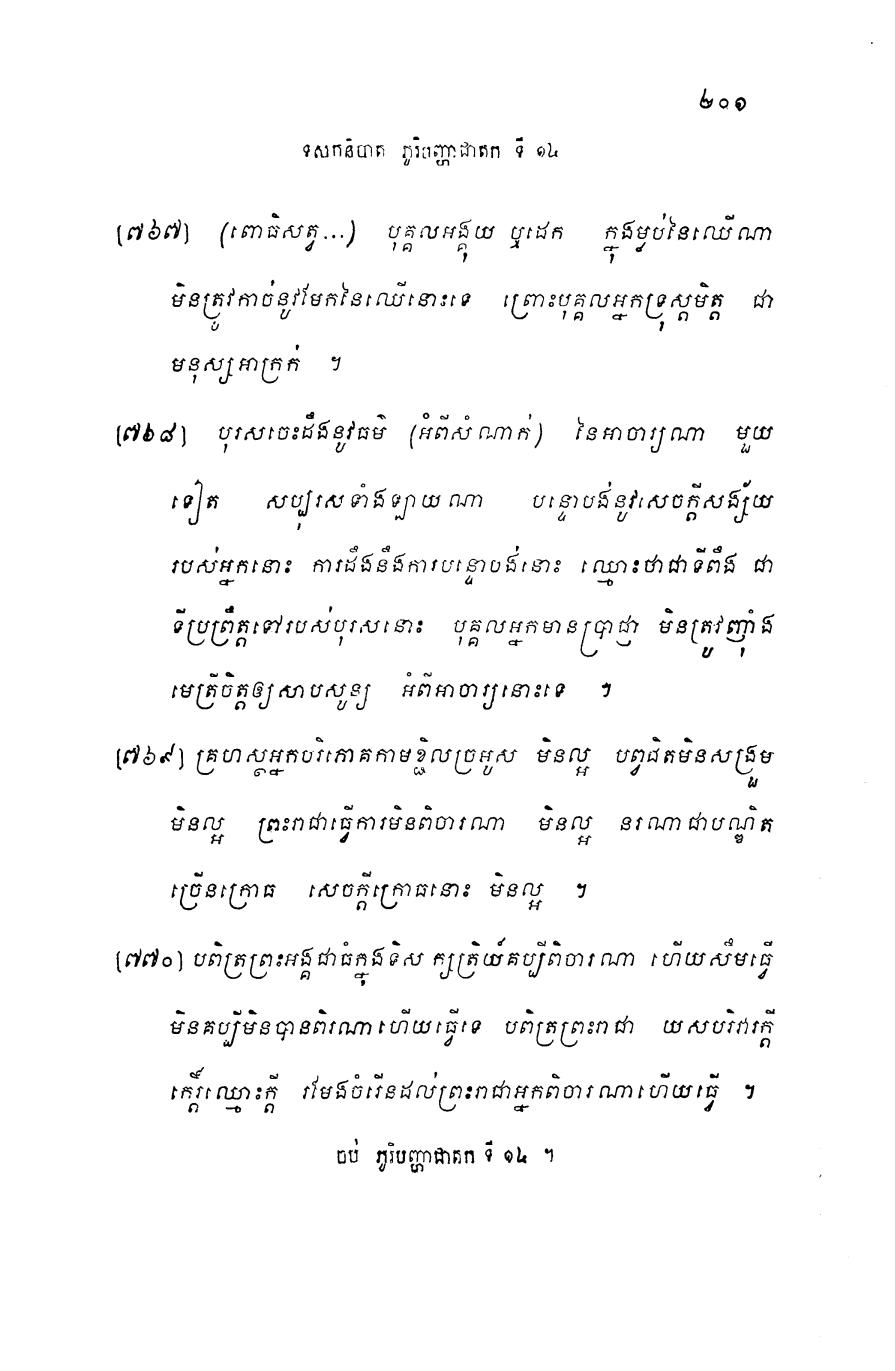 ២០១
ទសកនិបាត ភូរិបញ្ហាជាតក ទី ១៤
[៧៦៧] (ពោធិសត្វ...) បុគ្គលអង្គុយ ឬដេក ក្នុងម្លប់នៃឈើណា
មិនត្រូវកាច់នូវមែកនៃឈើនោះទេ ព្រោះបុគ្គលអ្នកទ្រុស្តមិត្ត ជា
មនុស្សអាក្រក់ ។
[៧៦៨] បុរសចេះដឹងនូវធម៌ (អំពីសំណាក់) នៃអាចារ្យណា មួយ
ទៀត សប្បុរសទាំងឡាយណា បន្ទោបង់នូវសេចក្តីសង្ស័យ
របស់អ្នកនោះ ការដឹងនឹងការបន្ទោបង់នោះ ឈ្មោះថាជាទីពឹង ជា
ទីប្រព្រឹត្តទៅរបស់បុរសនោះ បុគ្គលអ្នកមានប្រាជ្ញា មិនត្រូវញ៉ាំង
មេត្រីចិត្តឲ្យសាបសូន្យ អំពីអាចារ្យនោះទេ ។
[៧៦៩] គ្រហស្ថអ្នកបរិភោគកាមខ្ជិលច្រអូស មិនល្អ បព្វជិតមិនសង្រួម
មិនល្អ ព្រះរាជាធ្វើការមិនពិចារណា មិនល្អ នរណាជាបណ្ឌិត
ច្រើនក្រោធ សេចក្តីក្រោធនោះ មិនល្អ ។
[៧៧០] បពិត្រព្រះអង្គជាធំក្នុងទិស ក្សត្រិយ៍គប្បីពិចារណា ហើយសឹមធ្វើ
មិនគប្បីមិនបានពិរណាហើយធ្វើទេ បពិត្រព្រះរាជា យសបរិវារក្តី
កេរ្តិ៍ឈ្មោះក្តី រមែងចំរើនដល់ព្រះរាជាអ្នកពិចារណាហើយធ្វើ ។
ចប់ ភូរិបញ្ហាជាតក ទី ១៤ ។